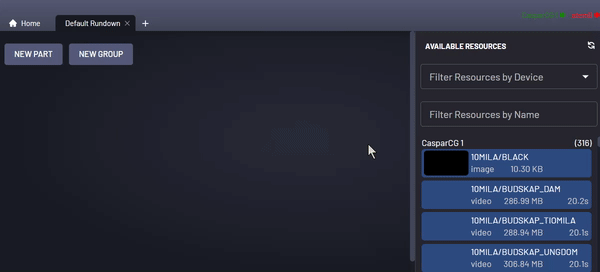 Home
Default Rundown
NEW PART
NEW GROUP
AVAILABLE RESOURCES
Filter Resources by Device
Filter Resources by Name
CasparCG 1 (316)
10MILA/BLACK
image 10.30 KB
10MILA/BUDSKAP_DAM
video 286.99 MB 20.2s
10MILA/BUDSKAP_TIOMILA
video 288.94 MB 20.1s
10MILA/BUDSKAP_UNGDOM
video 306.84 MB 20.1s